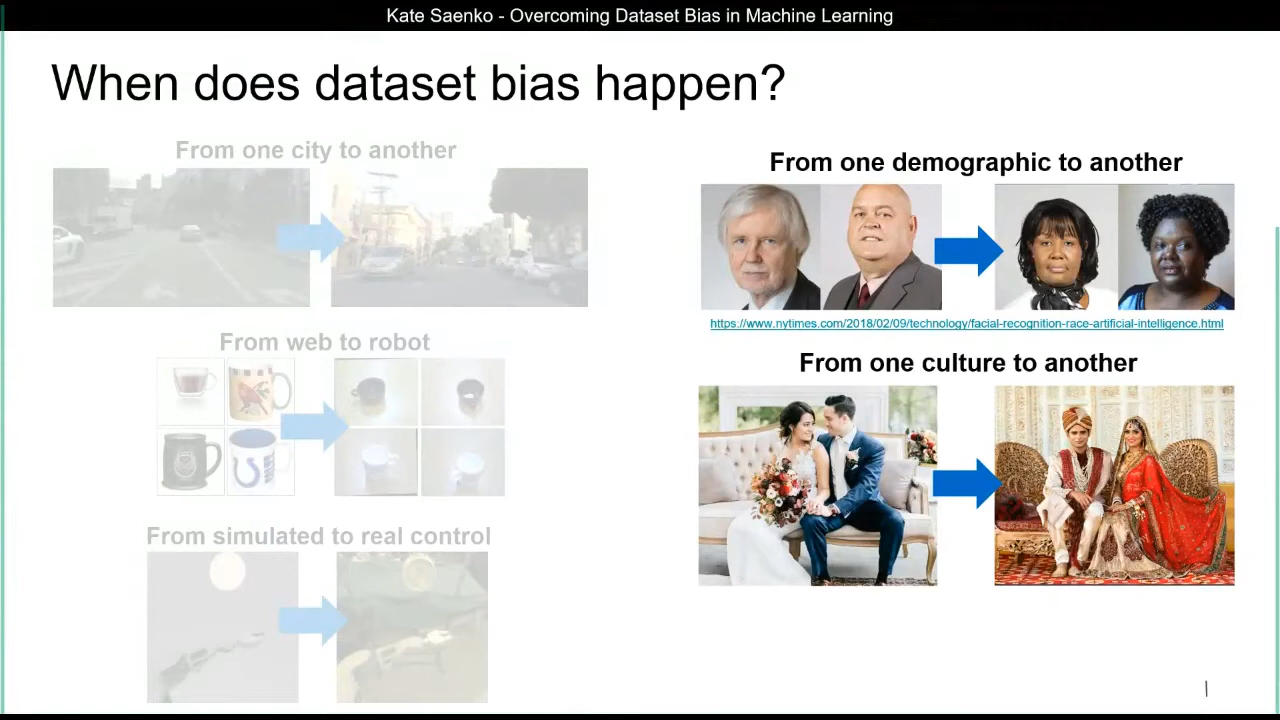 Kate Saenko - Overcoming Dataset Bias in Machine Learning
When does dataset bias happen?
From one city to another
From web to robot
From simulated to real control
From one demographic to another
https://www.nytimes.com/2018/02/09/technology/facial-recognition-race-artificial-intelligence.html
From one culture to another